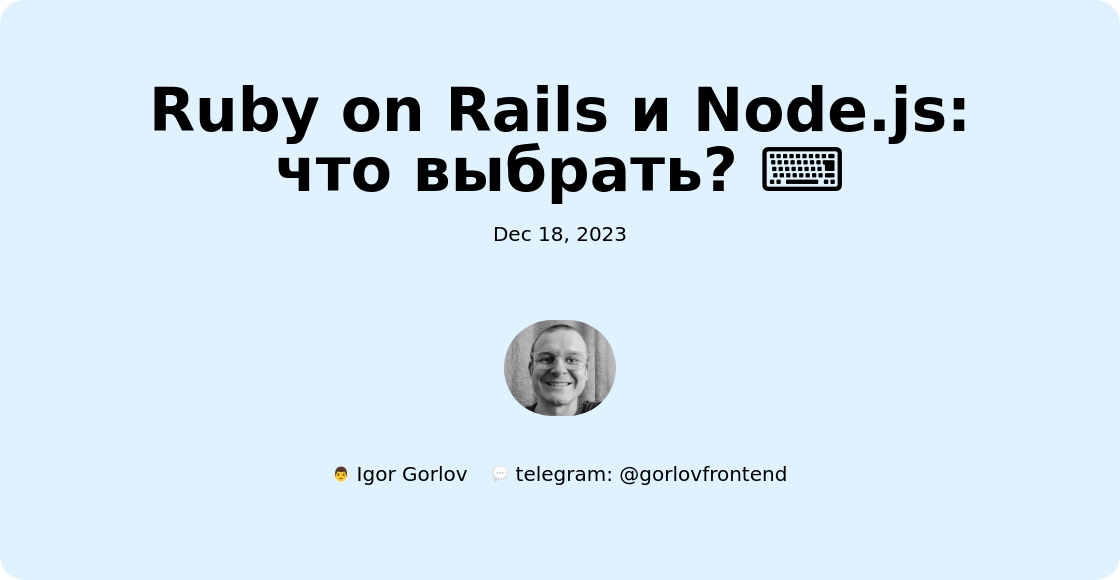 Ruby on Rails и Node.js:
что выбрать? ⌨
Dec 18, 2023
👨 Igor Gorlov 💬 telegram: @gorlovfrontend